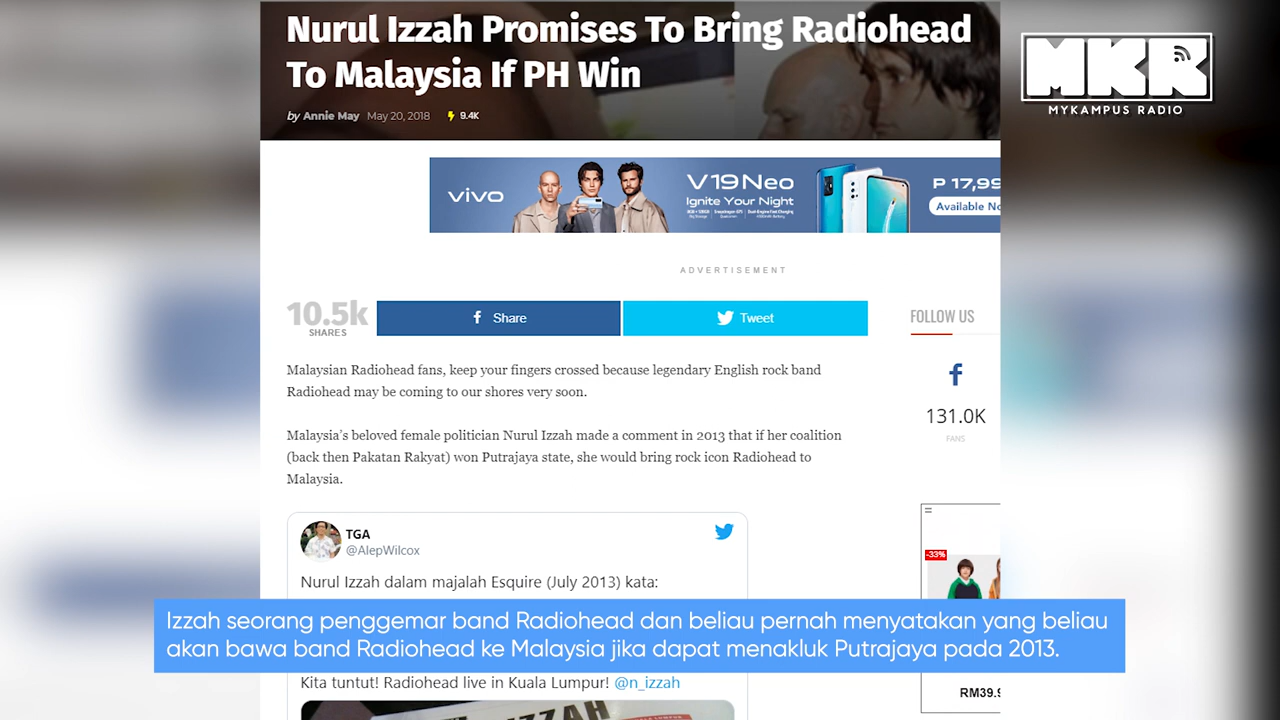 Nurul Izzah Promises To Bring Radiohead
To Malaysia If PH Win
by Annie May May 20, 2018 9.4K
MKR
MYKAMPUS RADIO
vivo
V19Neo
Ignite Your Night
P 17,99
Available No
ADVERTISEMENT
10.5k
SHARES
Share
Tweet
FOLLOW US
Malaysian Radiohead fans, keep your fingers crossed because legendary English rock band
Radiohead may be coming to our shores very soon.
131.0K
FANS
Malaysia's beloved female politician Nurul Izzah made a comment in 2013 that if her coalition
(back then Pakatan Rakyat) won Putrajaya state, she would bring rock icon Radiohead to
Malaysia.
TGA
@AlepWilcox
Nurul Izzah dalam majalah Esquire (July 2013) kata:
-33%
Izzah seorang penggemar band Radiohead dan beliau pernah menyatakan yang beliau
akan bawa band Radiohead ke Malaysia jika dapat menakluk Putrajaya pada 2013.
Kita tuntut! Radiohead live in Kuala Lumpur! @n_izzah
RM39.9
IZZAH